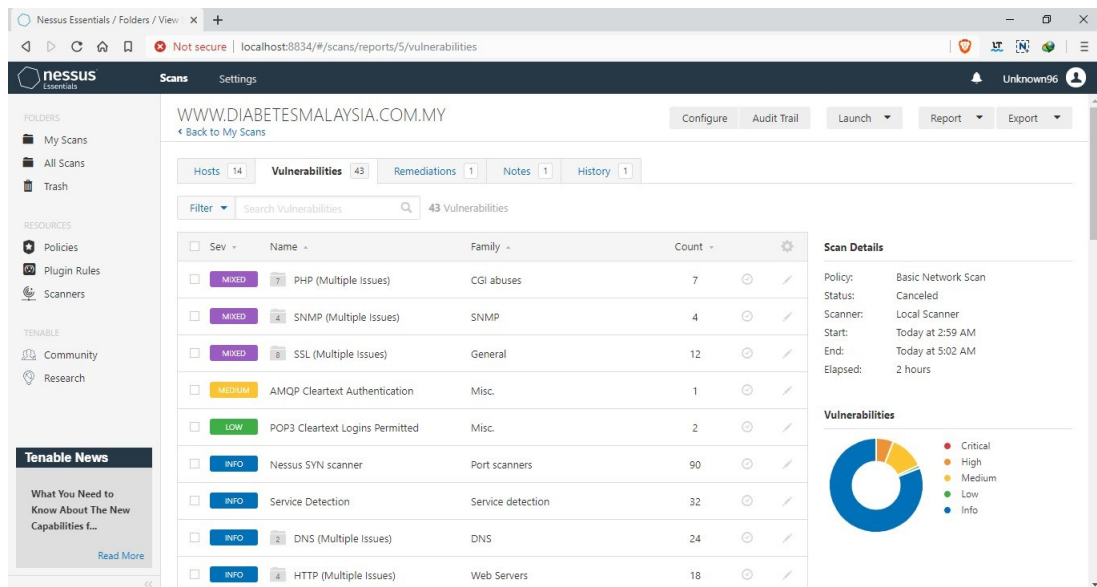 Nessus Essentials / Folders / View
Not secure | localhost:8834/#/scans/reports/5/vulnerabilities
nessus Essentials Scans Settings Unknown96
FOLDERS
My Scans
All Scans
Trash
RESOURCES
Policies
Plugin Rules
Scanners
TENABLE
Community
Research
Tenable News
What You Need to
Know About The New
Capabilities f...
Read More
WWW.DIABETESMALAYSIA.COM.MY
Back to My Scans
Configure Audit Trail Launch Report Export
Hosts 14 Vulnerabilities 43 Remediations 1 Notes 1 History 1
Filter Search Vulnerabilities 43 Vulnerabilities
Sev Name Family Count
MIXED 7 PHP (Multiple Issues) CGI abuses 7
MIXED 4 SNMP (Multiple Issues) SNMP 4
MIXED 8 SSL (Multiple Issues) General 12
MEDIUM AMQP Cleartext Authentication Misc. 1
LOW POP3 Cleartext Logins Permitted Misc. 2
INFO Nessus SYN scanner Port scanners 90
INFO Service Detection Service detection 32
INFO 2 DNS (Multiple Issues) DNS 24
INFO 4 HTTP (Multiple Issues) Web Servers 18
Scan Details
Policy: Basic Network Scan
Status: Canceled
Scanner: Local Scanner
Start: Today at 2:59 AM
End: Today at 5:02 AM
Elapsed: 2 hours
Vulnerabilities
Critical
High
Medium
Low
Info